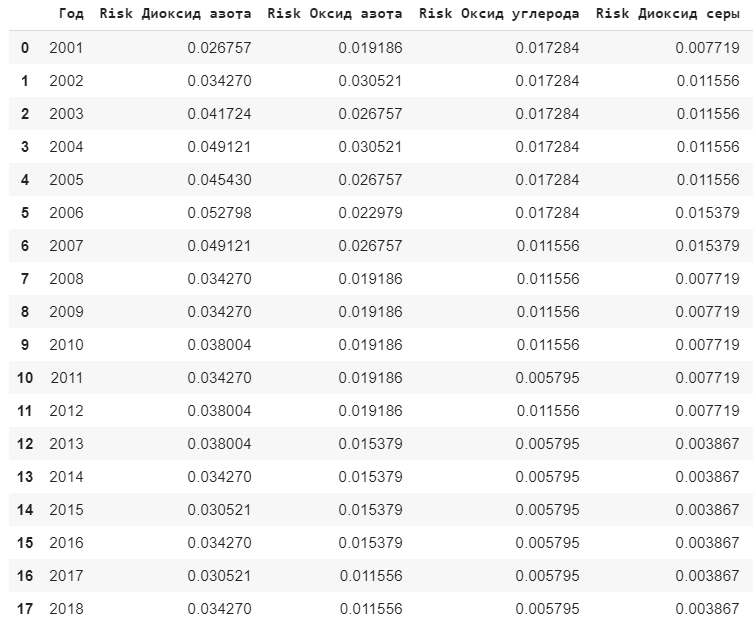 Год Risk Диоксид азота Risk Оксид азота Risk Оксид углерода Risk Диоксид серы
0 2001 0.026757 0.019186 0.017284 0.007719
1 2002 0.034270 0.030521 0.017284 0.011556
2 2003 0.041724 0.026757 0.017284 0.011556
3 2004 0.049121 0.030521 0.017284 0.011556
4 2005 0.045430 0.026757 0.017284 0.011556
5 2006 0.052798 0.022979 0.017284 0.015379
6 2007 0.049121 0.026757 0.011556 0.015379
7 2008 0.034270 0.019186 0.011556 0.007719
8 2009 0.034270 0.019186 0.011556 0.007719
9 2010 0.038004 0.019186 0.011556 0.007719
10 2011 0.034270 0.019186 0.005795 0.007719
11 2012 0.038004 0.019186 0.011556 0.007719
12 2013 0.038004 0.015379 0.005795 0.003867
13 2014 0.034270 0.015379 0.005795 0.003867
14 2015 0.030521 0.015379 0.005795 0.003867
15 2016 0.034270 0.015379 0.005795 0.003867
16 2017 0.030521 0.011556 0.005795 0.003867
17 2018 0.034270 0.011556 0.005795 0.003867